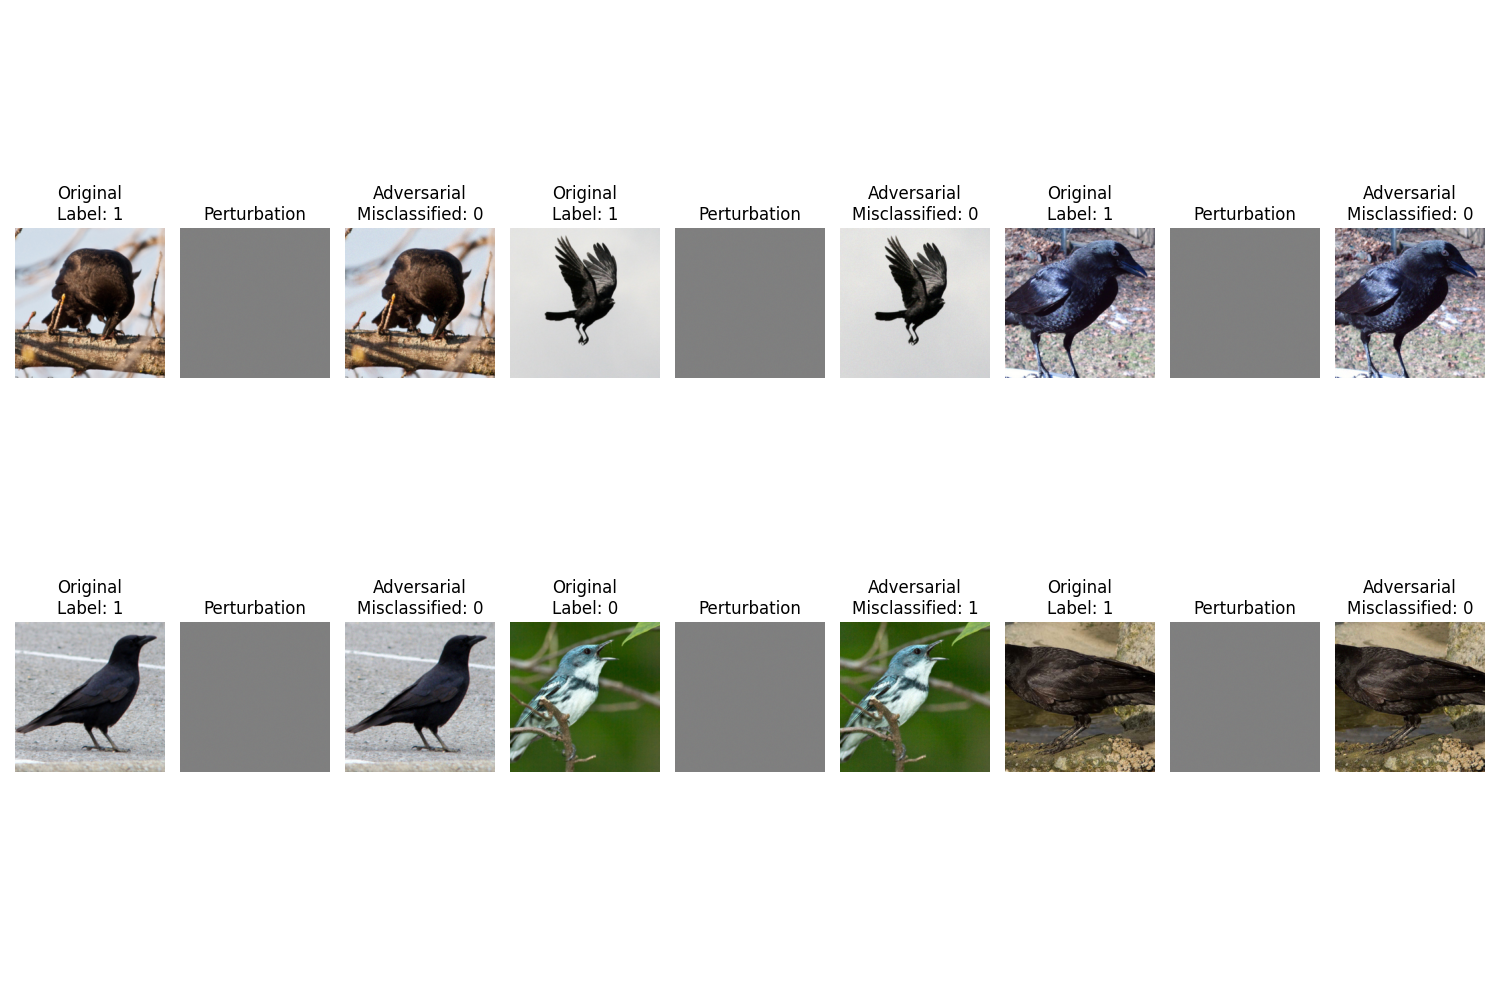 Original
Label: 1
Perturbation
Adversarial
Misclassified: 0
Original
Label: 1
Perturbation
Adversarial
Misclassified: 0
Original
Label: 1
Perturbation
Adversarial
Misclassified: 0
Original
Label: 1
Perturbation
Adversarial
Misclassified: 0
Original
Label: 0
Perturbation
Adversarial
Misclassified: 1
Original
Label: 1
Perturbation
Adversarial
Misclassified: 0